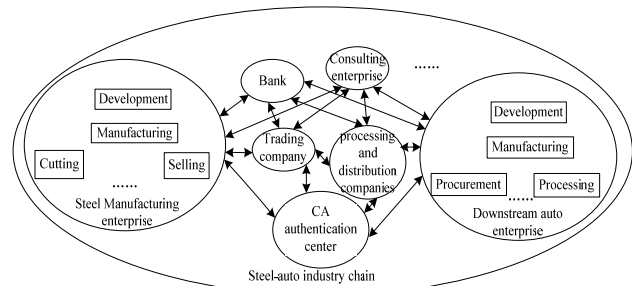 Consulting
enterprise
......
Bank
Development
Manufacturing
Cutting
Selling
......
Steel Manufacturing
enterprise
Trading
company
processing
and
distribution
companies
CA
authentication
center
Development
Manufacturing
Procurement
Processing
......
Downstream auto
enterprise
Steel-auto industry chain